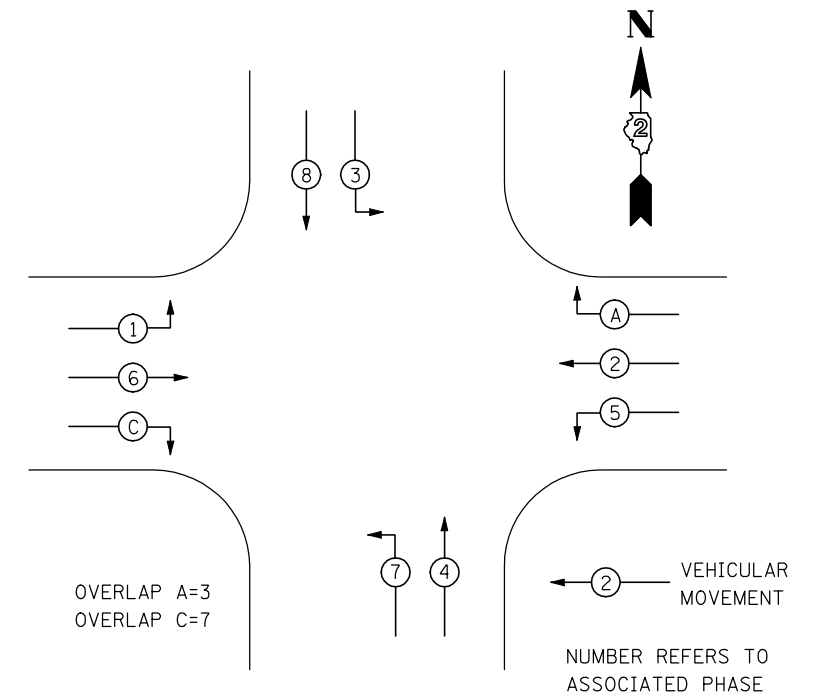 N
2
8
3
1
6
C
A
2
5
7
4
OVERLAP A=3
OVERLAP C=7
2
VEHICULAR
MOVEMENT
NUMBER REFERS TO
ASSOCIATED PHASE